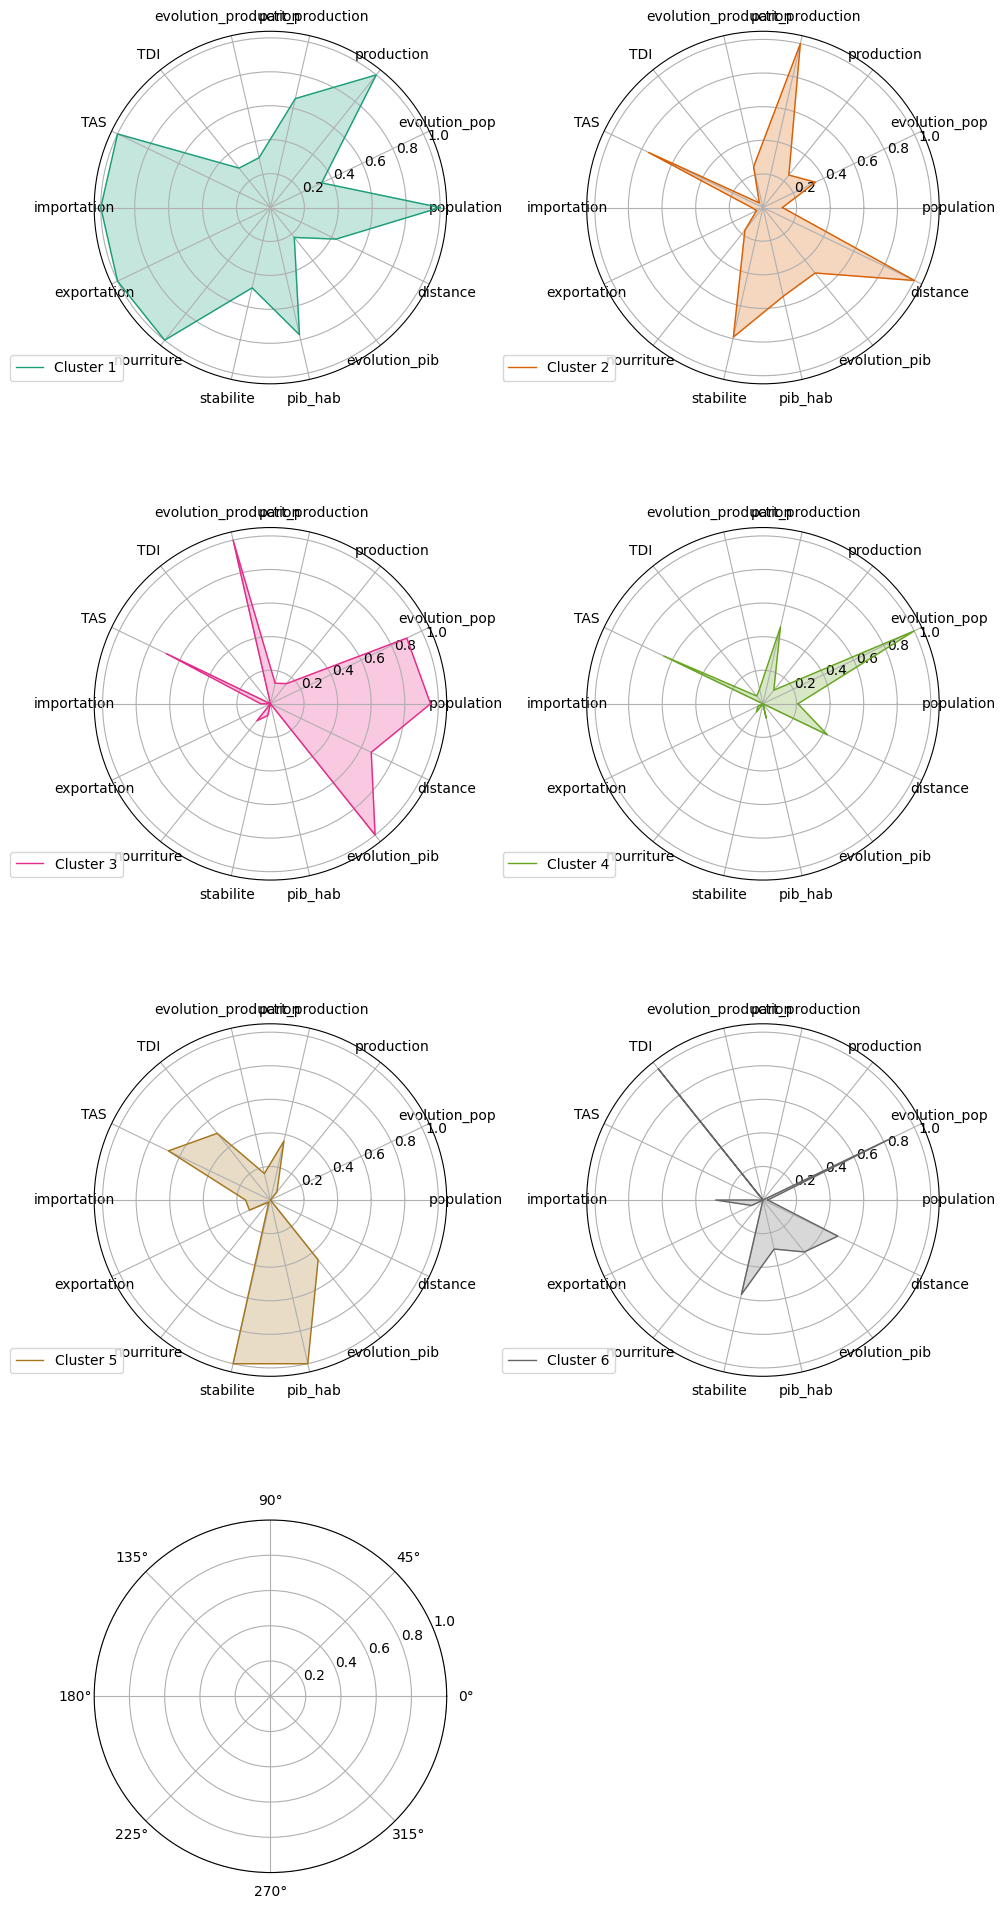 evolution_production
part_production
TDI
production
TAS
evolution_pop
1.0
0.8
0.6
0.4
0.2
importation
population
exportation
distance
nourriture
evolution_pib
Cluster 1
stabilite
pib_hab
evolution_production
part_production
TDI
production
TAS
evolution_pop
1.0
0.8
0.6
0.4
0.2
importation
population
exportation
distance
nourriture
evolution_pib
Cluster 2
stabilite
pib_hab
evolution_production
part_production
TDI
production
TAS
evolution_pop
1.0
0.8
0.6
0.4
0.2
importation
population
exportation
distance
nourriture
evolution_pib
Cluster 3
stabilite
pib_hab
evolution_production
part_production
TDI
production
TAS
evolution_pop
1.0
0.8
0.6
0.4
0.2
importation
population
exportation
distance
nourriture
evolution_pib
Cluster 4
stabilite
pib_hab
evolution_production
part_production
TDI
production
TAS
evolution_pop
1.0
0.8
0.6
0.4
0.2
importation
population
exportation
distance
nourriture
evolution_pib
Cluster 5
stabilite
pib_hab
evolution_production
part_production
TDI
production
TAS
evolution_pop
1.0
0.8
0.6
0.4
0.2
importation
population
exportation
distance
nourriture
evolution_pib
Cluster 6
stabilite
pib_hab
90°
135°
45°
1.0
0.8
0.6
0.4
0.2
180°
0°
225°
315°
270°